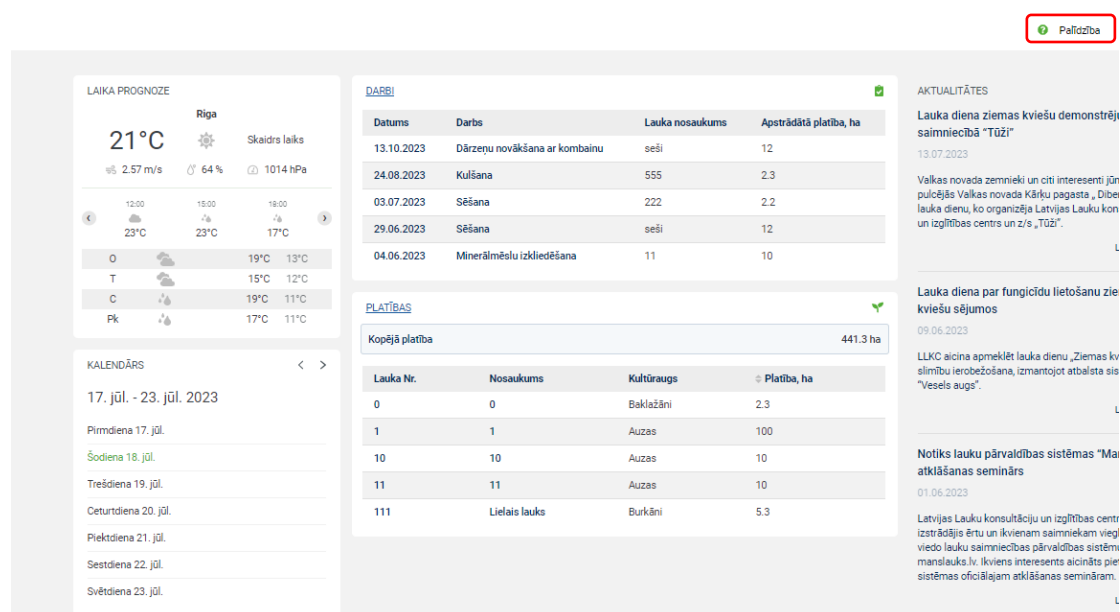 Palīdzība
LAIKA PROGNOZE
Riga
21°C Skaidrs laiks
2.57 m/s 64 % 1014 hPa
12:00 15:00 18:00
23°C 23°C 17°C
O 19°C 13°C
T 15°C 12°C
C 19°C 11°C
Pk 17°C 11°C
KALENDĀRS
17. jūl. - 23. jūl. 2023
Pirmdiena 17. jūl.
Šodiena 18. jūl.
Trešdiena 19. jūl.
Ceturtdiena 20. jūl.
Piektdiena 21. jūl.
Sestdiena 22. jūl.
Svētdiena 23. jūl.
DARBI
Datums Darbs Lauka nosaukums Apstrādātā platība, ha
13.10.2023 Dārzeņu novākšana ar kombainu seši 12
24.08.2023 Kulšana 555 2.3
03.07.2023 Sēšana 222 2.2
29.06.2023 Sēšana seši 12
04.06.2023 Minerālmēslu izkliedēšana 11 10
PLATĪBAS
Kopējā platība 441.3 ha
Lauka Nr. Nosaukums Kultūraugs Platība, ha
0 0 Baklažāni 2.3
1 1 Auzas 100
10 10 Auzas 10
11 11 Auzas 10
111 Lielais lauks Burkāni 5.3
AKTUALITĀTES
Lauka diena ziemas kviešu demonstrēju
saimniecībā “Tūži”
13.07.2023
Valkas novada zemnieki un citi interesenti jūn
pulcējās Valkas novada Kārķu pagasta „ Diber
lauka dienu, ko organizēja Latvijas Lauku kon
un izglītības centrs un z/s „Tūži”.
Lauka diena par fungicīdu lietošanu zie
kviešu sējumos
09.06.2023
LLKC aicina apmeklēt lauka dienu „Ziemas kv
slimību ierobežošana, izmantojot atbalsta sis
“Vesels augs”.
Notiks lauku pārvaldības sistēmas “Man
atklāšanas seminārs
01.06.2023
Latvijas Lauku konsultāciju un izglītības centr
izstrādājis ērtu un ikvienam saimniekam viegl
viedo lauku saimniecības pārvaldības sistēmu
manslauks.lv. Ikviens interesents aicināts piet
sistēmas oficiālajam atklāšanas semināram.